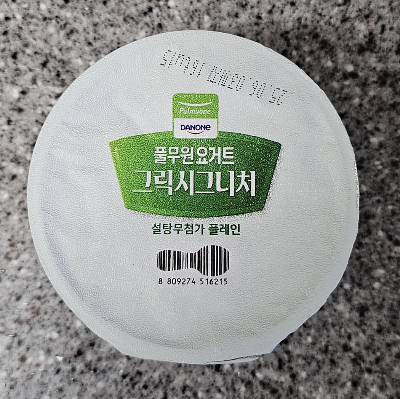 Pulmuone
DANONE
풀무원요거트
그릭시그니처
설탕무첨가 플레인
8 809274 516215